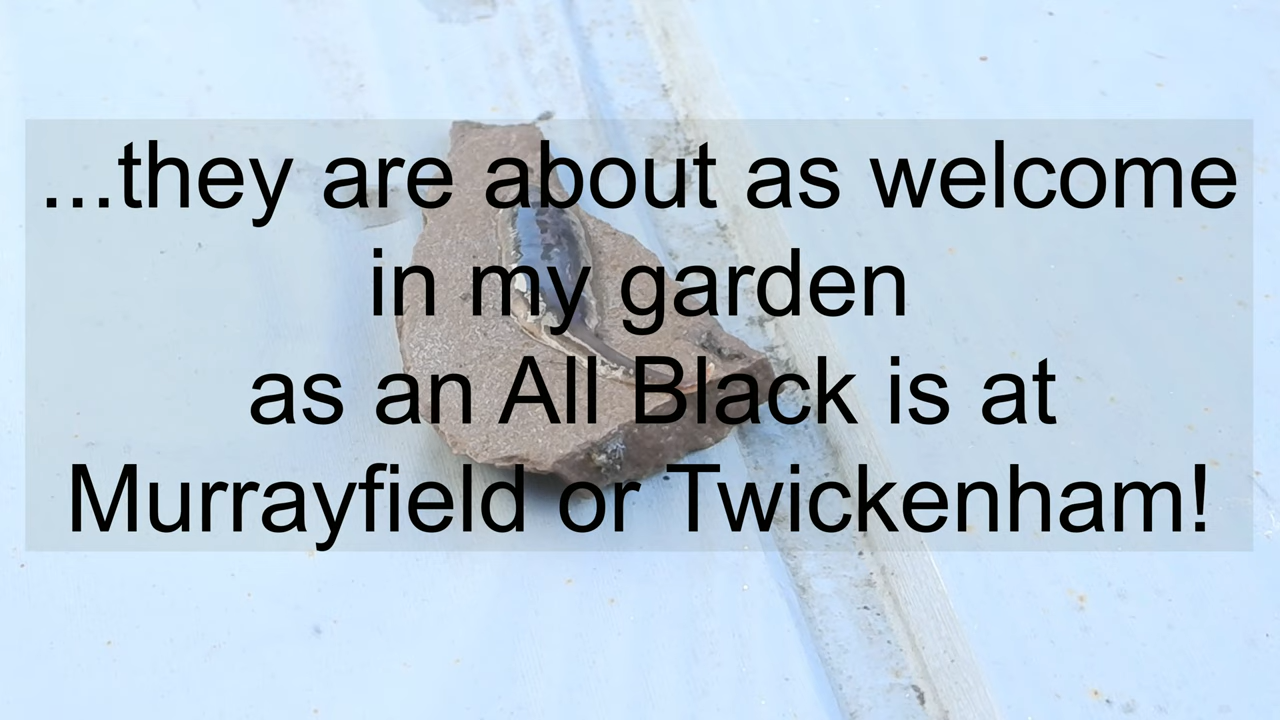 ...they are about as welcome
in my garden
as an All Black is at
Murrayfield or Twickenham!